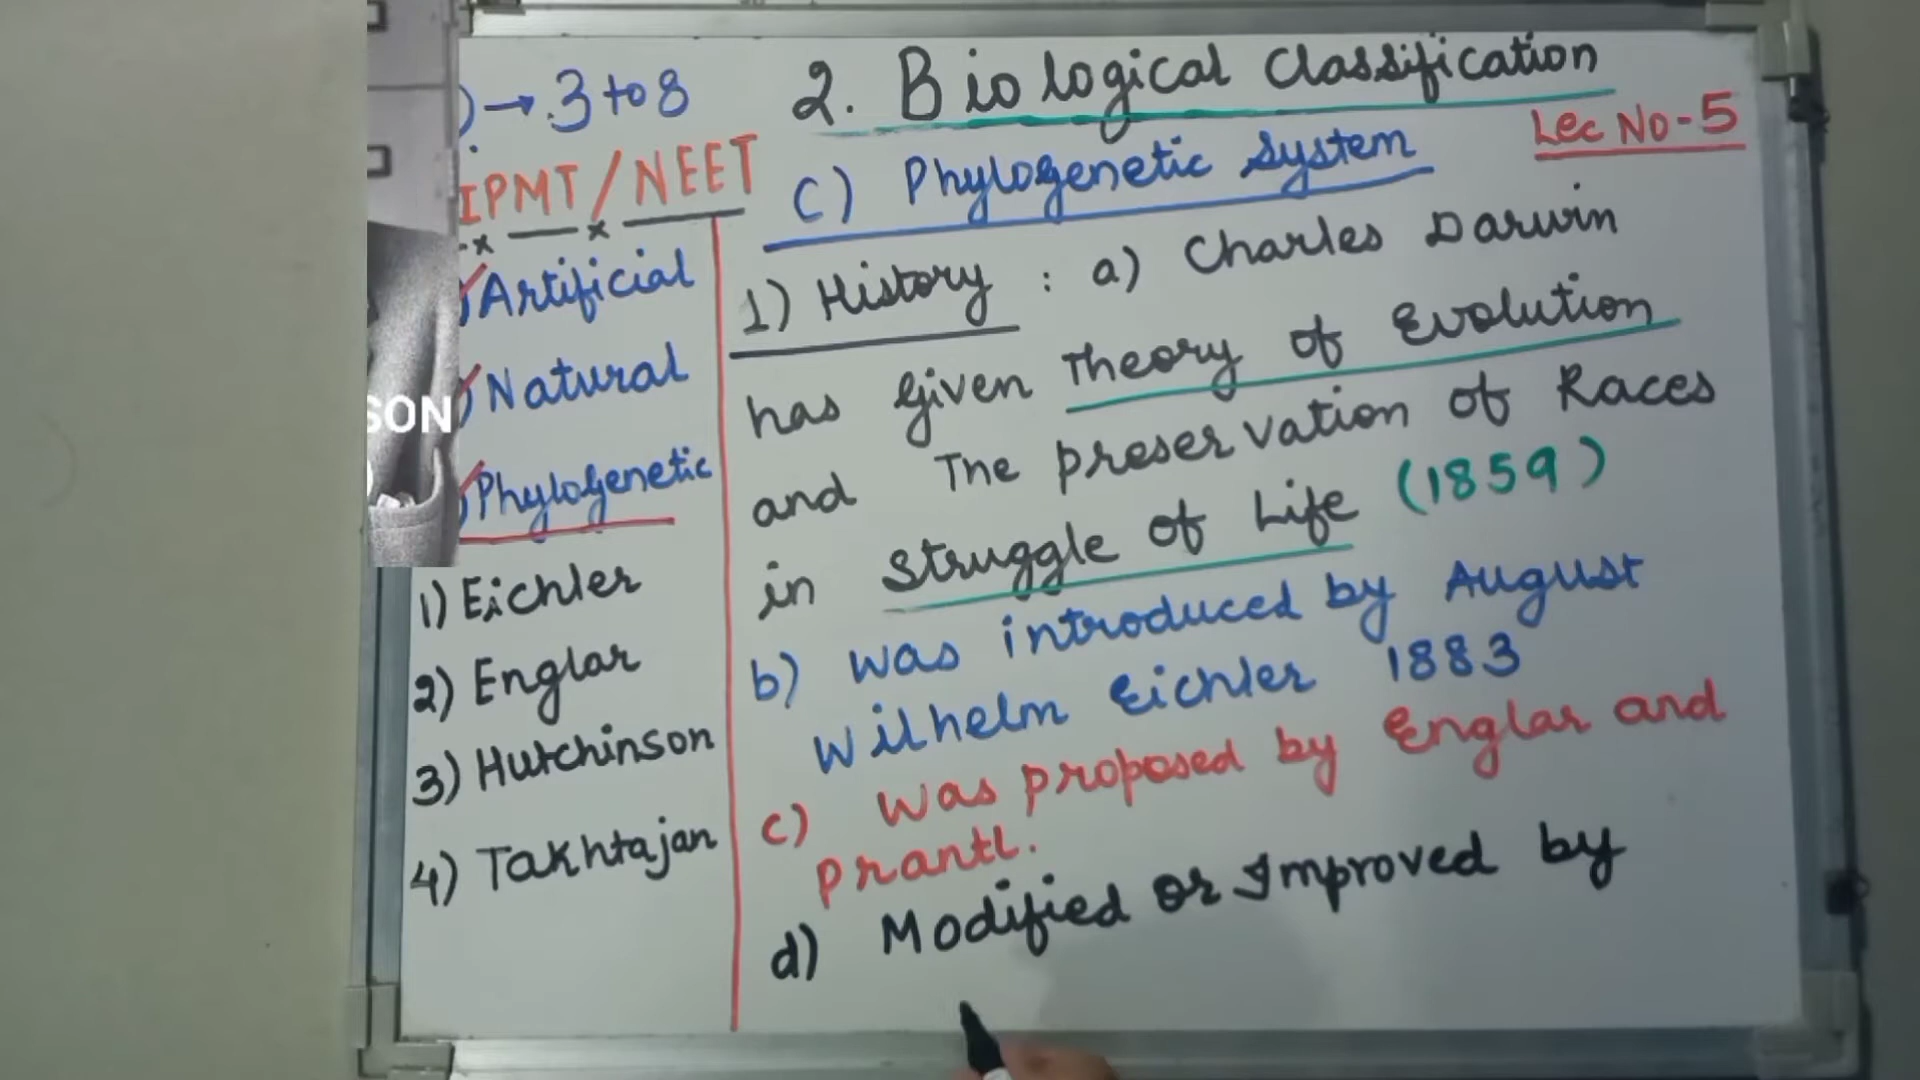 ) → .3 to 8
IPMT / NEET
Artificial
Natural
SON
Phylogenetic
1) Eichler
2) Englar
3) Hutchinson
4) Takhtajan
2. Biological Classification
Lec No - 5
C) Phylogenetic System
1) History : a) Charles Darwin
has given Theory of Evolution
and The preservation of Races
in Struggle of Life (1859)
b) was introduced by August
Wilhelm Eichler 1883
c) was proposed by Englar and
Prantl.
d) Modified or Improved by